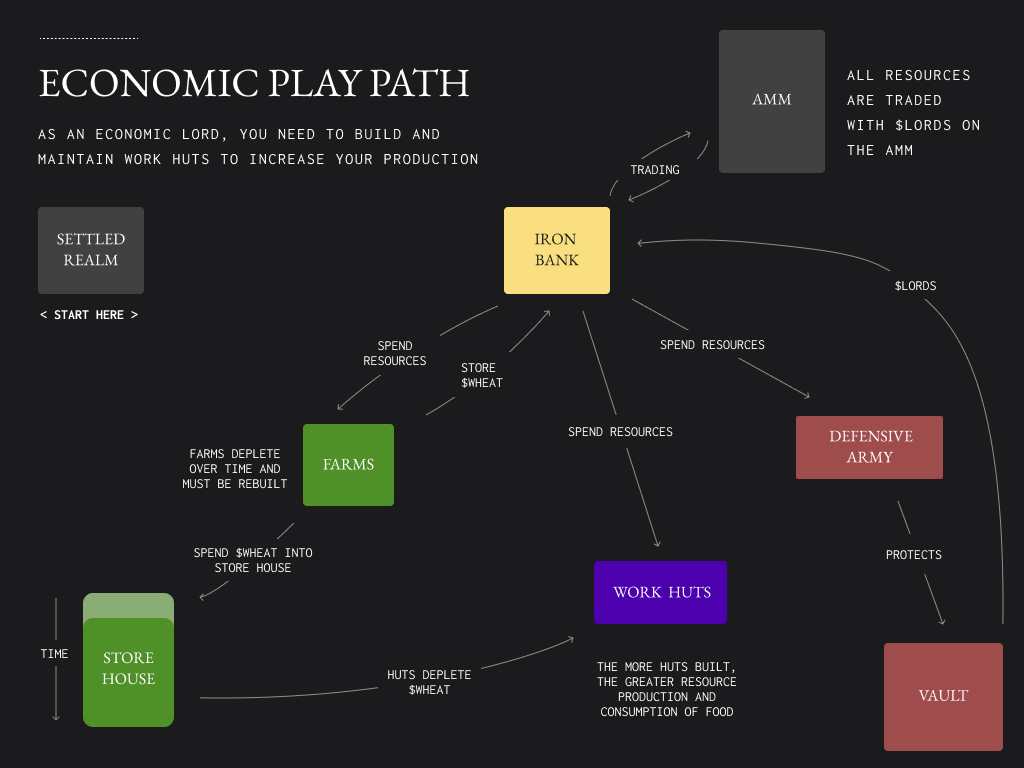 ECONOMIC PLAY PATH
AS AN ECONOMIC LORD, YOU NEED TO BUILD AND
MAINTAIN WORK HUTS TO INCREASE YOUR PRODUCTION
AMM
ALL RESOURCES
ARE TRADED
WITH $LORDS ON
THE AMM
TRADING
SETTLED
REALM
< START HERE >
IRON
BANK
$LORDS
SPEND
RESOURCES
STORE
$WHEAT
SPEND RESOURCES
SPEND RESOURCES
FARMS DEPLETE
OVER TIME AND
MUST BE REBUILT
FARMS
DEFENSIVE
ARMY
SPEND $WHEAT INTO
STORE HOUSE
PROTECTS
WORK HUTS
TIME
STORE
HOUSE
HUTS DEPLETE
$WHEAT
THE MORE HUTS BUILT,
THE GREATER RESOURCE
PRODUCTION AND
CONSUMPTION OF FOOD
VAULT